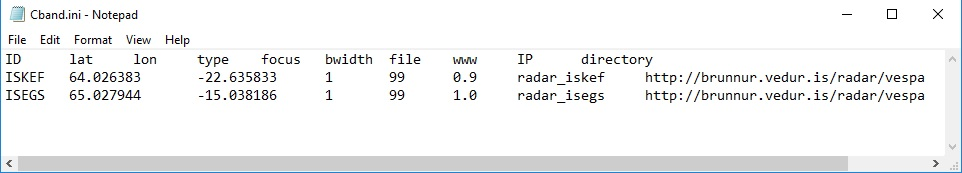 Cband.ini - Notepad
File Edit Format View Help
ID lat lon type focus bwidth file www IP directory
ISKEF 64.026383 -22.635833 1 99 0.9 radar_iskef http://brunnur.vedur.is/radar/vespa
ISEGS 65.027944 -15.038186 1 99 1.0 radar_isegs http://brunnur.vedur.is/radar/vespa